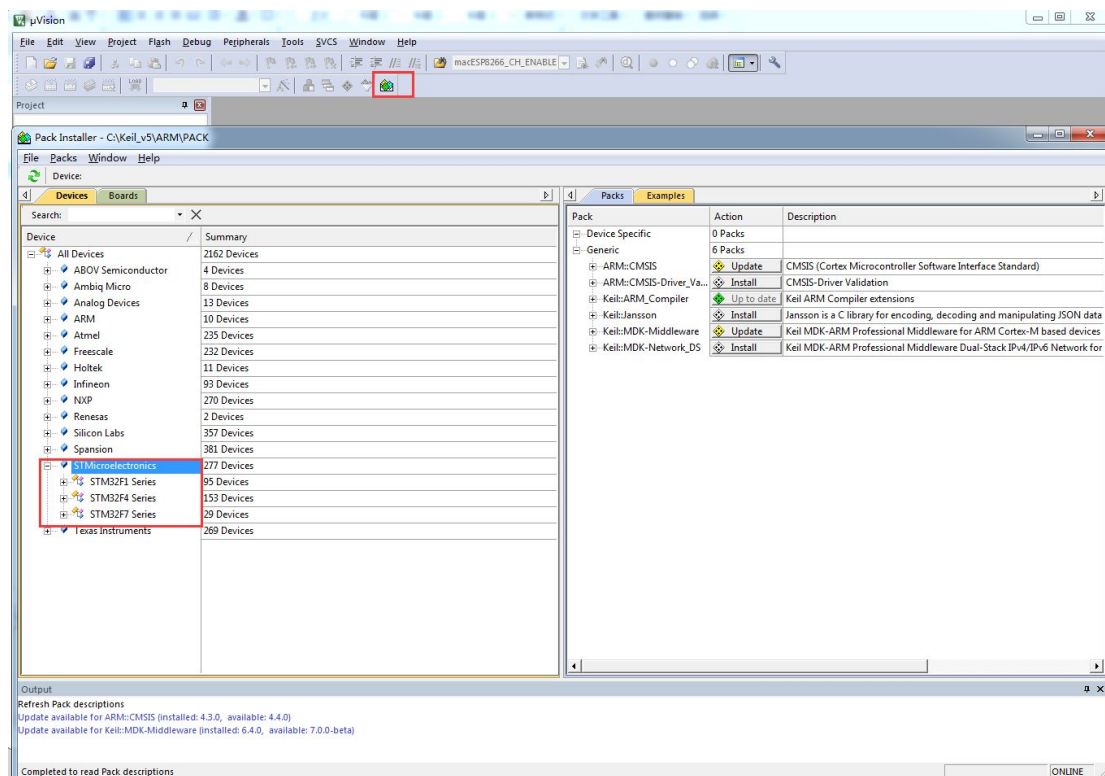 µVision
File Edit View Project Flash Debug Peripherals Tools SVCS Window Help
macESP8266_CH_ENABLE
LOAD
Project
Pack Installer - C:\Keil_v5\ARM\PACK
File Packs Window Help
Device:
Devices Boards
Search:
Device / Summary
All Devices 2162 Devices
ABOV Semiconductor 4 Devices
Ambiq Micro 8 Devices
Analog Devices 13 Devices
ARM 10 Devices
Atmel 235 Devices
Freescale 232 Devices
Holtek 11 Devices
Infineon 93 Devices
NXP 270 Devices
Renesas 2 Devices
Silicon Labs 357 Devices
Spansion 381 Devices
STMicroelectronics 277 Devices
STM32F1 Series 95 Devices
STM32F4 Series 153 Devices
STM32F7 Series 29 Devices
Texas Instruments 269 Devices
Packs Examples
Pack Action Description
Device Specific 0 Packs
Generic 6 Packs
ARM::CMSIS Update CMSIS (Cortex Microcontroller Software Interface Standard)
ARM::CMSIS-Driver_Va... Install CMSIS-Driver Validation
Keil::ARM_Compiler Up to date Keil ARM Compiler extensions
Keil::Jansson Install Jansson is a C library for encoding, decoding and manipulating JSON data
Keil::MDK-Middleware Update Keil MDK-ARM Professional Middleware for ARM Cortex-M based devices
Keil::MDK-Network_DS Install Keil MDK-ARM Professional Middleware Dual-Stack IPv4/IPv6 Network for
Output
Refresh Pack descriptions
Update available for ARM::CMSIS (installed: 4.3.0, available: 4.4.0)
Update available for Keil::MDK-Middleware (installed: 6.4.0, available: 7.0.0-beta)
Completed to read Pack descriptions ONLINE